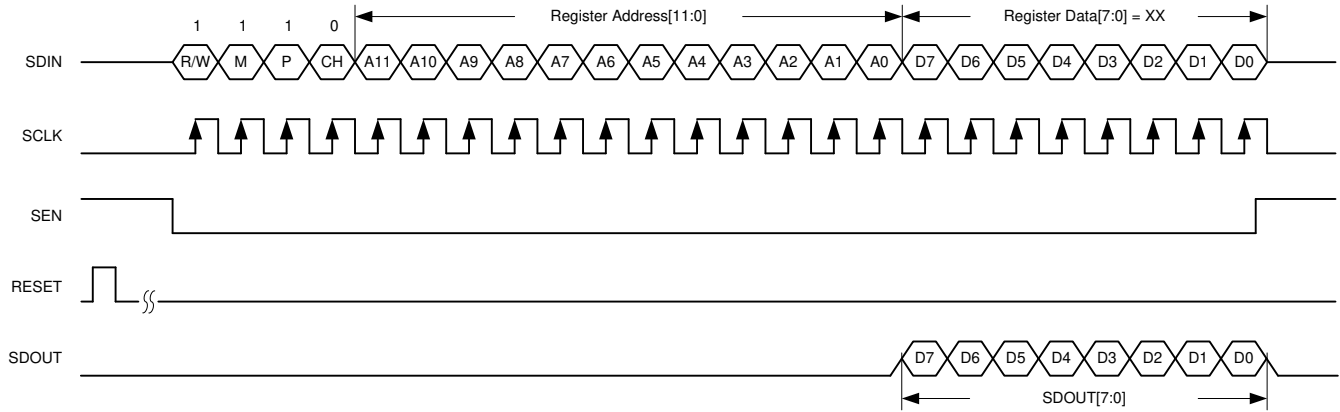 Register Address[11:0] Register Data[7:0] = XX
1 1 1 0
SDIN R/W M P CH A11 A10 A9 A8 A7 A6 A5 A4 A3 A2 A1 A0 D7 D6 D5 D4 D3 D2 D1 D0
SCLK
SEN
RESET
SDOUT D7 D6 D5 D4 D3 D2 D1 D0
SDOUT[7:0]